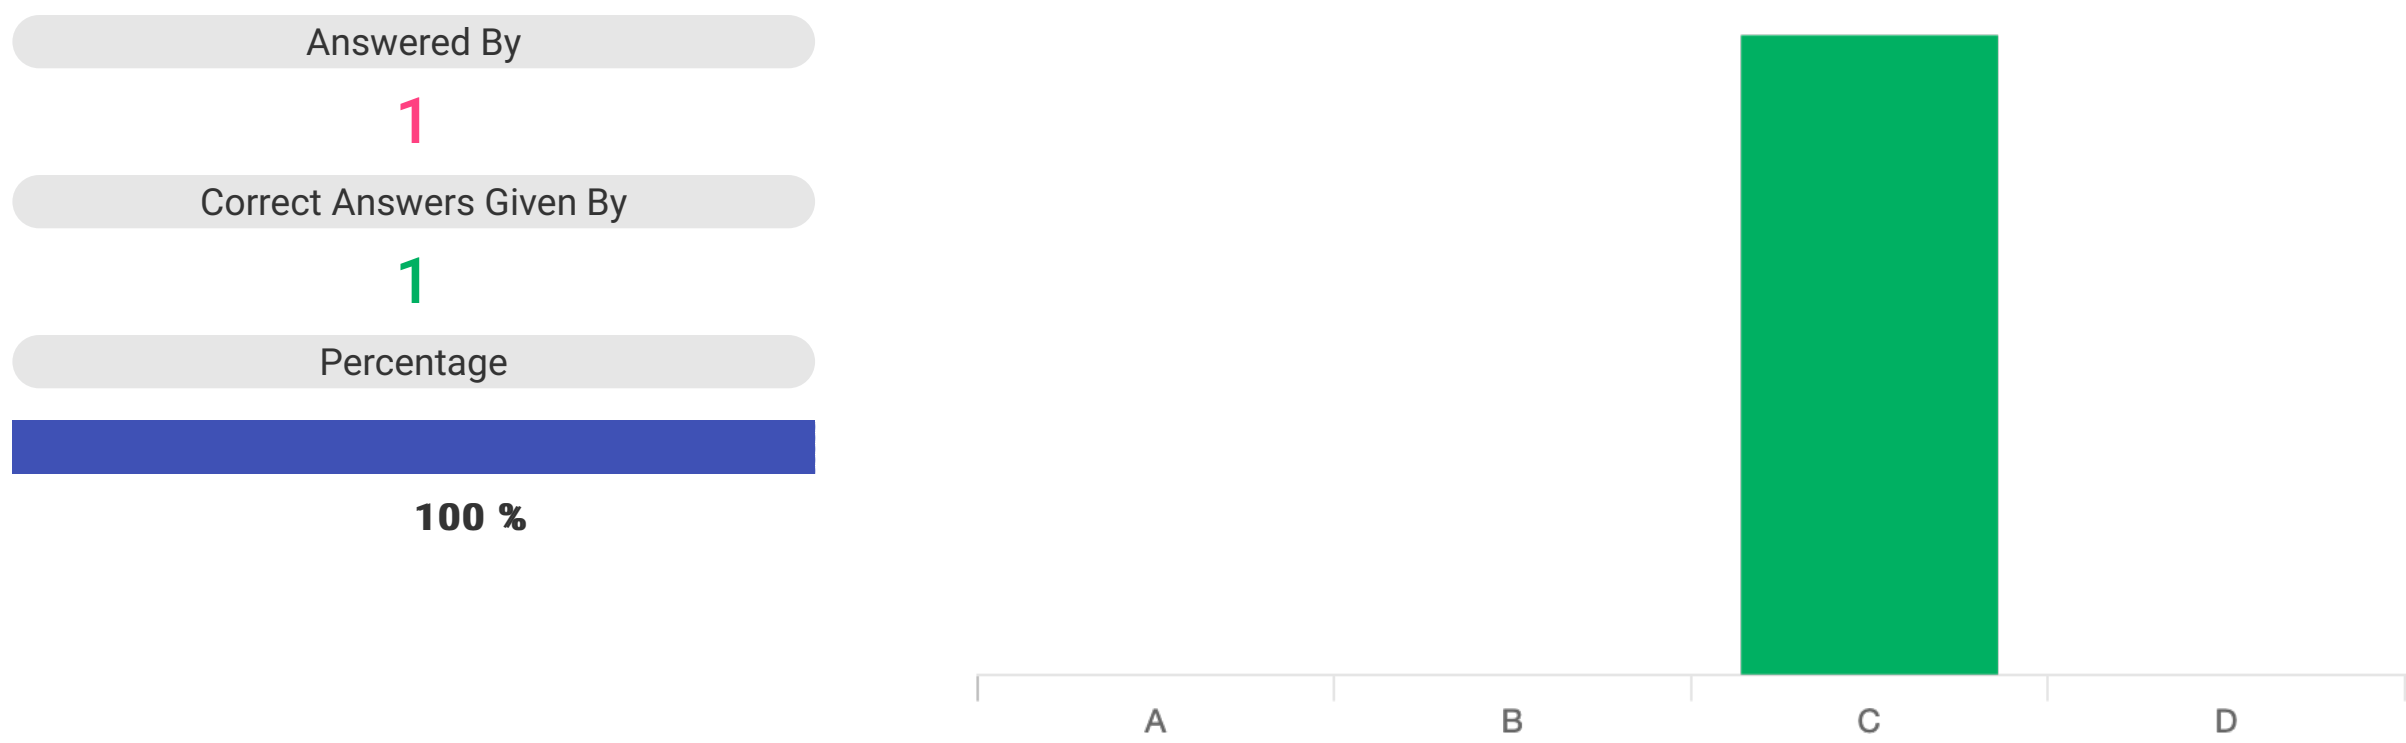 Answered By
1
Correct Answers Given By
1
Percentage
100 %
A B C D